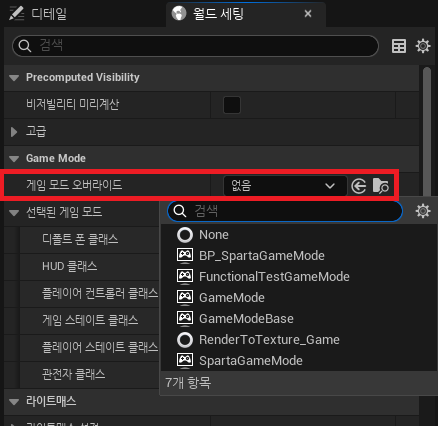 디테일
월드 세팅
검색
Precomputed Visibility
비저빌리티 미리계산
고급
Game Mode
게임 모드 오버라이드 없음
선택된 게임 모드 검색
None
디폴트 폰 클래스
BP_SpartaGameMode
HUD 클래스
FunctionalTestGameMode
플레이어 컨트롤러 클래스
GameMode
게임 스테이트 클래스
GameModeBase
플레이어 스테이트 클래스
RenderToTexture_Game
관전자 클래스
SpartaGameMode
7개 항목
라이트매스